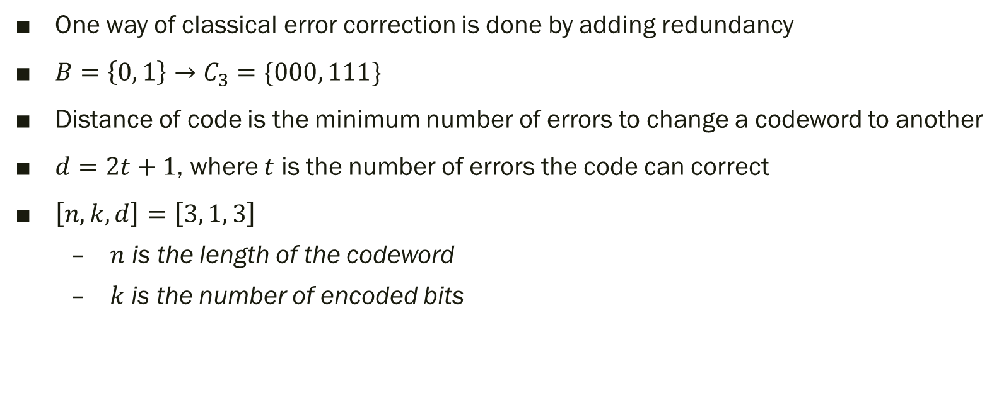 ■ One way of classical error correction is done by adding redundancy
■ B = {0, 1} → C₃ = {000, 111}
■ Distance of code is the minimum number of errors to change a codeword to another
■ d = 2t + 1, where t is the number of errors the code can correct
■ [n, k, d] = [3, 1, 3]
– n is the length of the codeword
– k is the number of encoded bits